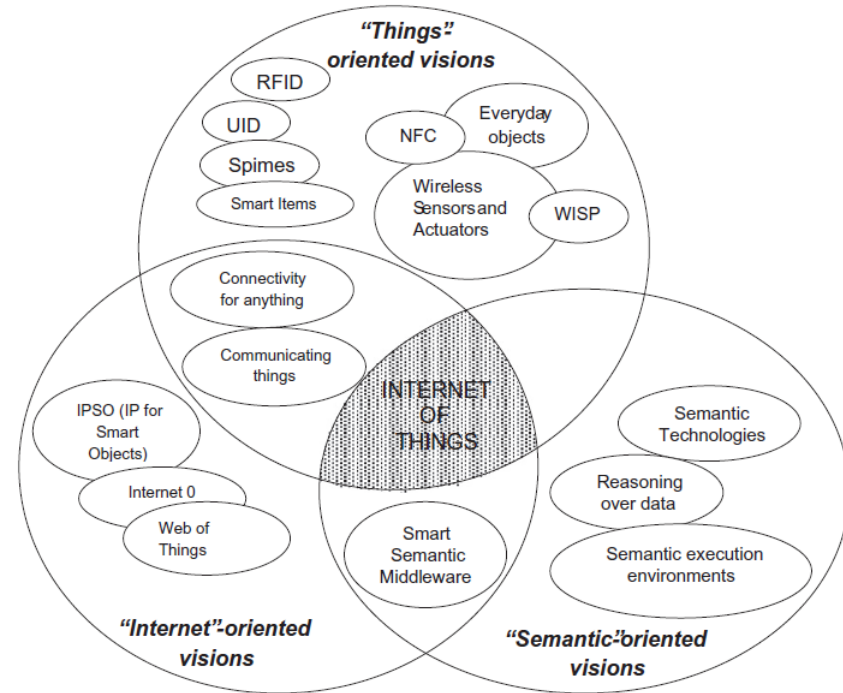 “Things”-
oriented visions
RFID
UID
Spimes
Smart Items
Everyday
objects
NFC
Wireless
Sensors and
Actuators
WISP
Connectivity
for anything
Communicating
things
INTERNET
OF
THINGS
IPSO (IP for
Smart
Objects)
Internet 0
Web of
Things
Semantic
Technologies
Reasoning
over data
Semantic execution
environments
Smart
Semantic
Middleware
“Internet”-oriented
visions
“Semantic”-oriented
visions